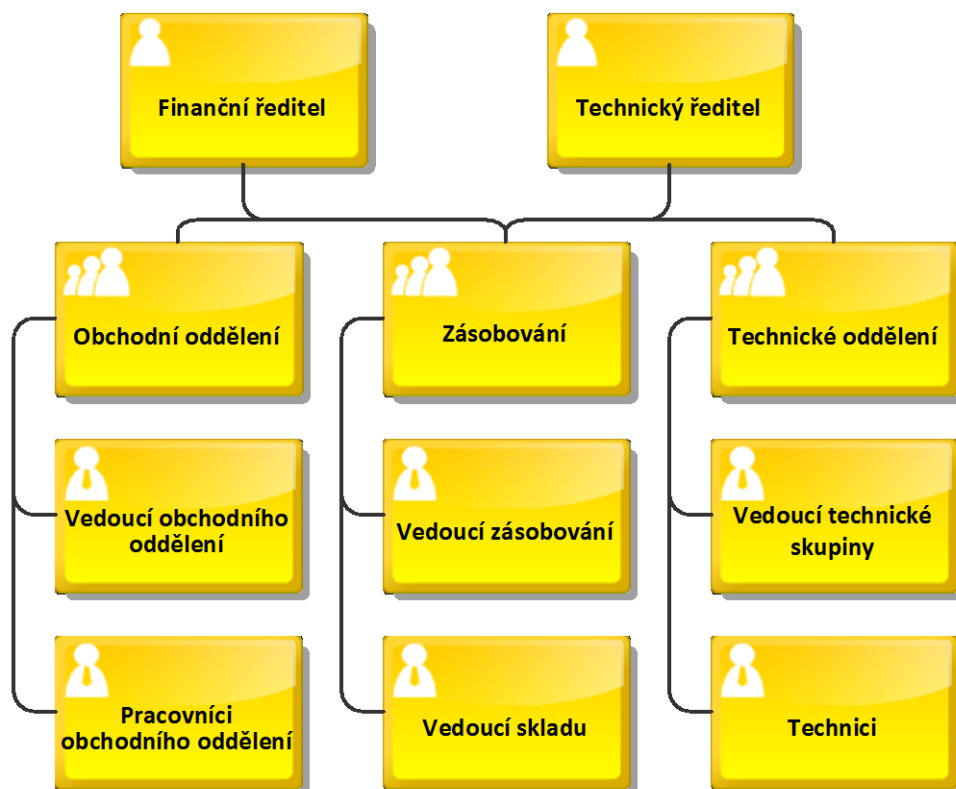 Finanční ředitel
Technický ředitel
Obchodní oddělení
Zásobování
Technické oddělení
Vedoucí obchodního
oddělení
Vedoucí zásobování
Vedoucí technické
skupiny
Pracovníci
obchodního oddělení
Vedoucí skladu
Technici